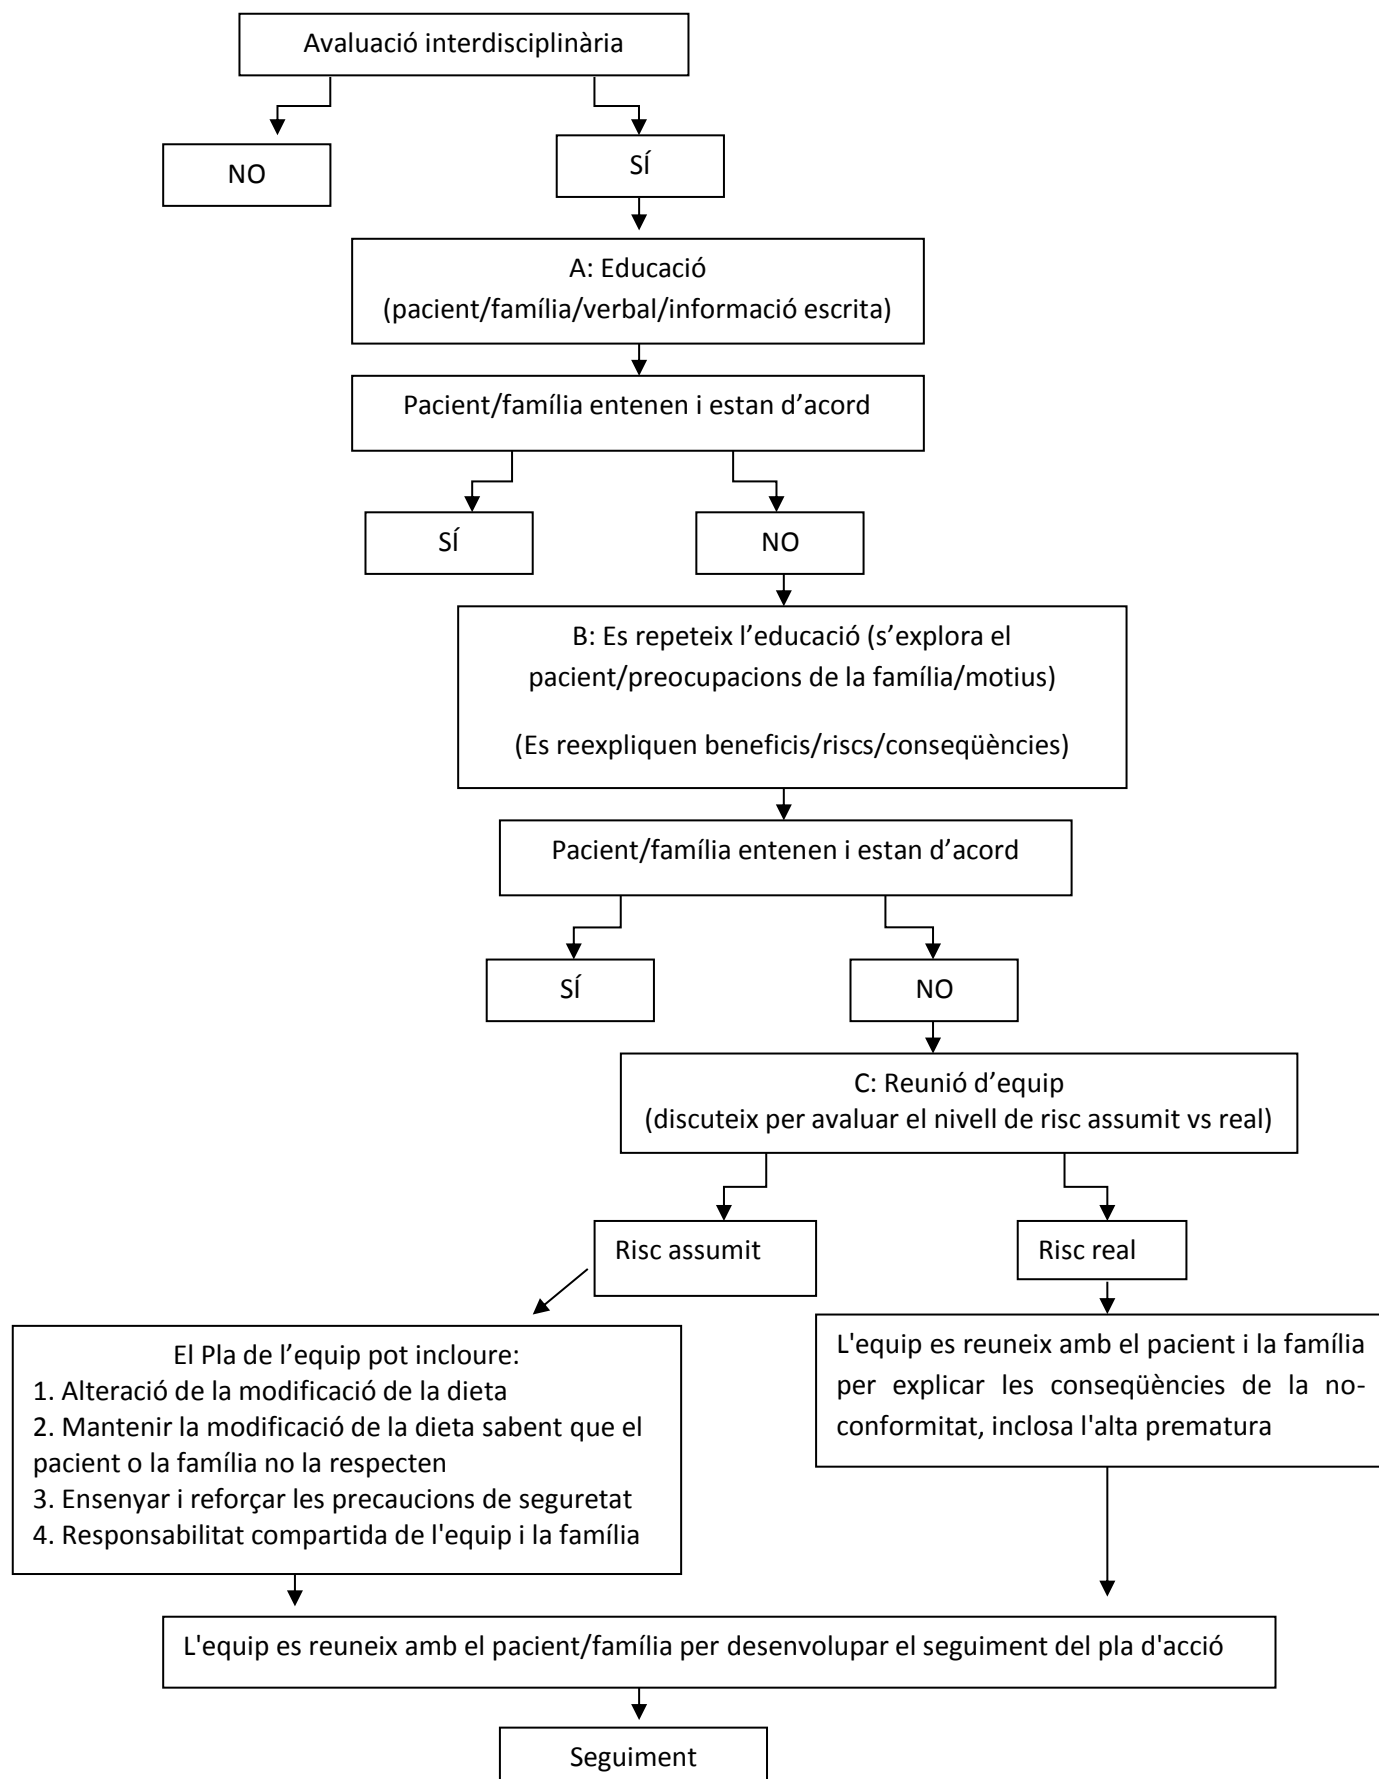 Avaluació interdisciplinària
NO
SÍ
A: Educació
(pacient/família/verbal/informació escrita)
Pacient/família entenen i estan d’acord
SÍ
NO
B: Es repeteix l’educació (s’explora el
pacient/preocupacions de la família/motius)
(Es reexpliquen beneficis/riscs/conseqüències)
Pacient/família entenen i estan d’acord
SÍ
NO
C: Reunió d’equip
(discuteix per avaluar el nivell de risc assumit vs real)
Risc assumit
Risc real
El Pla de l’equip pot incloure:
1. Alteració de la modificació de la dieta
2. Mantenir la modificació de la dieta sabent que el
pacient o la família no la respecten
3. Ensenyar i reforçar les precaucions de seguretat
4. Responsabilitat compartida de l'equip i la família
L'equip es reuneix amb el pacient i la família
per explicar les conseqüències de la no-
conformitat, inclosa l'alta prematura
L'equip es reuneix amb el pacient/família per desenvolupar el seguiment del pla d'acció
Seguiment